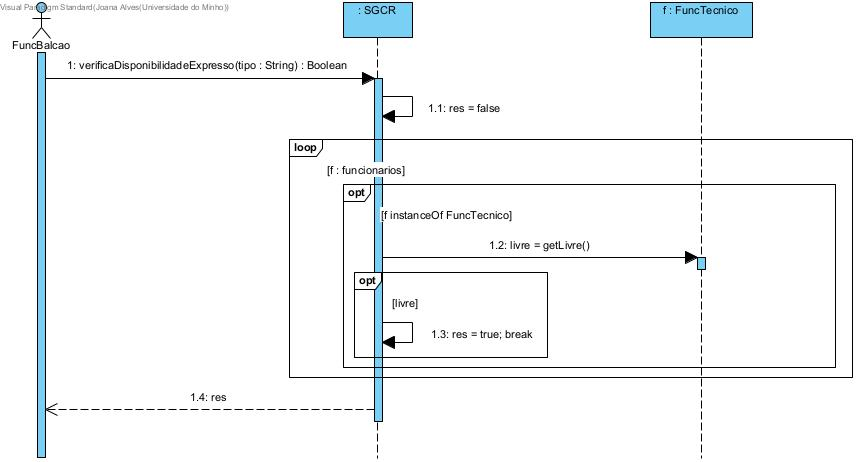 Visual Paradigm Standard(Joana Alves(Universidade do Minho))
: SGCR
f : FuncTecnico
FuncBalcao
1: verificaDisponibilidadeExpresso(tipo : String) : Boolean
1.1: res = false
loop
[f : funcionarios]
opt
[f instanceOf FuncTecnico]
1.2: livre = getLivre()
opt
[livre]
1.3: res = true; break
1.4: res